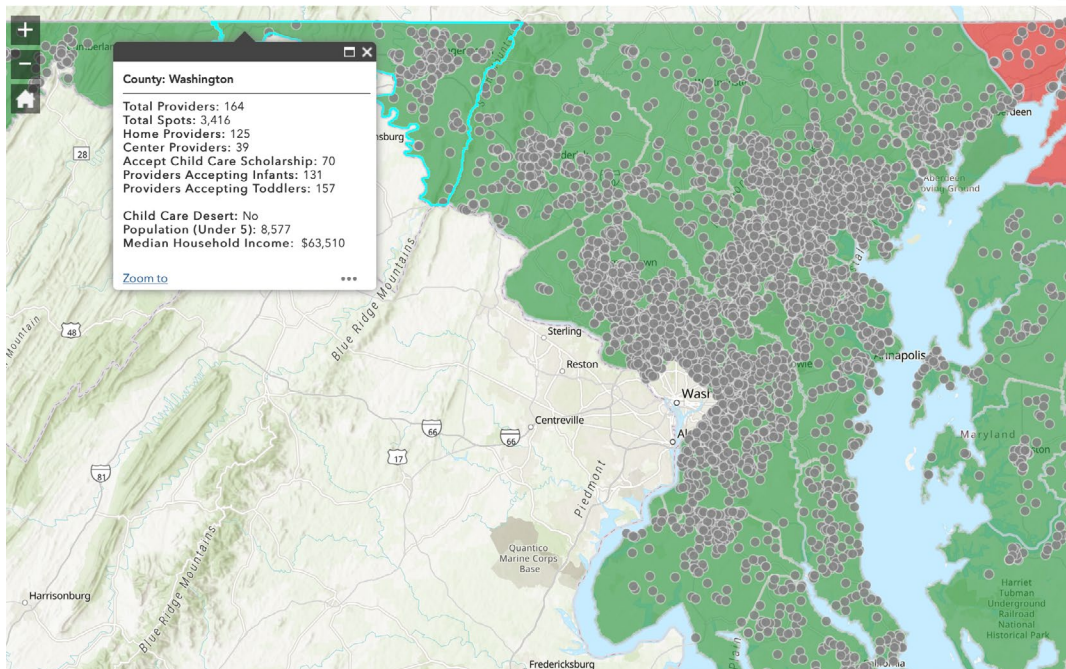 +
−
County: Washington
Total Providers: 164
Total Spots: 3,416
Home Providers: 125
Center Providers: 39
Accept Child Care Scholarship: 70
Providers Accepting Infants: 131
Providers Accepting Toddlers: 157
Child Care Desert: No
Population (Under 5): 8,577
Median Household Income: $63,510
Zoom to
28
48
Mountain
Blue Ridge Mountains
Sterling
Reston
Centreville
66
66
17
81
Piedmont
Annapolis
Maryland
Aberdeen
Quantico
Marine Corps
Base
Blue Ridge Mountains
Harrisonburg
Fredericksburg
Plain
Harriet
Tubman
Underground
Railroad
National
Historical Park